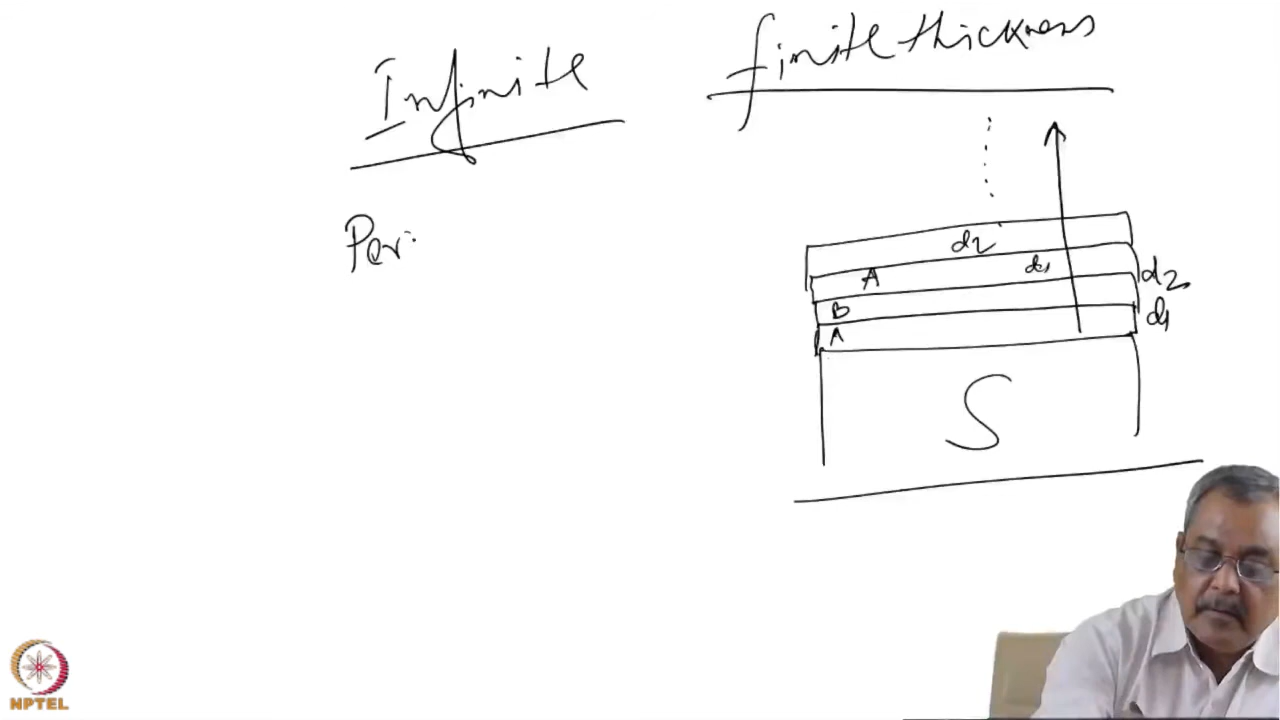 Infinite
finite thickness
Per
d2
A
d1
d2
B
d1
A
S
NPTEL